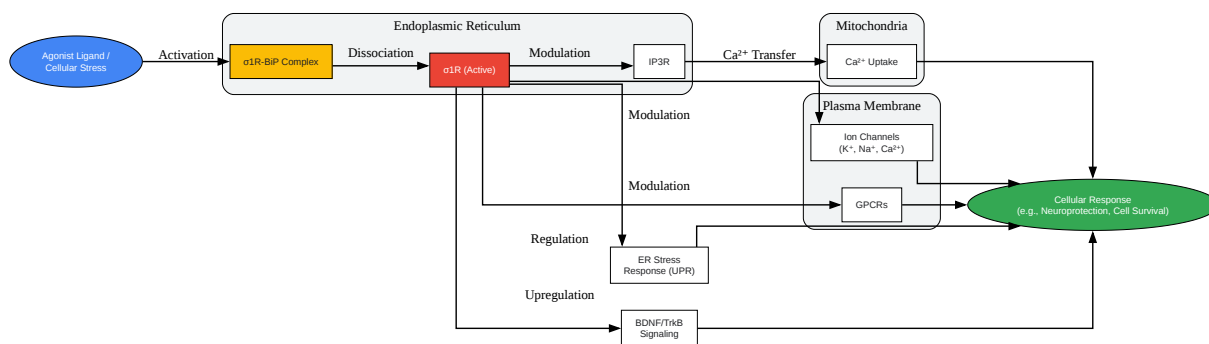 Endoplasmic Reticulum
Mitochondria
Agonist Ligand /
Cellular Stress
Activation
σ1R-BiP Complex
Dissociation
σ1R (Active)
Modulation
IP3R
Ca²⁺ Transfer
Ca²⁺ Uptake
Plasma Membrane
Modulation
Ion Channels
(K⁺, Na⁺, Ca²⁺)
Modulation
GPCRs
Cellular Response
(e.g., Neuroprotection, Cell Survival)
Regulation
ER Stress
Response (UPR)
Upregulation
BDNF/TrkB
Signaling